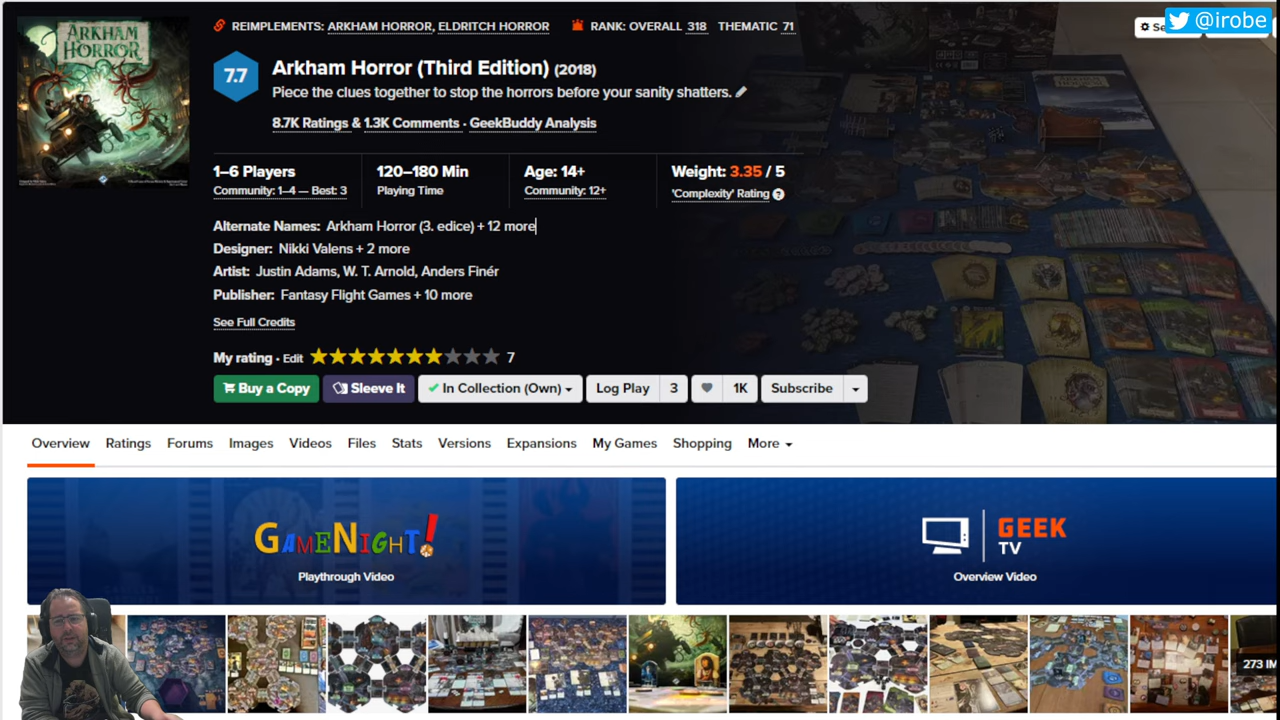 ARKHAM HORROR
REIMPLEMENTS: ARKHAM HORROR, ELDRITCH HORROR
RANK: OVERALL 318 THEMATIC 71
@irobe
7.7
Arkham Horror (Third Edition) (2018)
Piece the clues together to stop the horrors before your sanity shatters.
8.7K Ratings & 1.3K Comments · GeekBuddy Analysis
1–6 Players
Community: 1–4 — Best: 3
120–180 Min
Playing Time
Age: 14+
Community: 12+
Weight: 3.35 / 5
'Complexity' Rating ?
Alternate Names: Arkham Horror (3. edice) + 12 more
Designer: Nikki Valens + 2 more
Artist: Justin Adams, W. T. Arnold, Anders Finér
Publisher: Fantasy Flight Games + 10 more
See Full Credits
My rating · Edit 7
Buy a Copy
Sleeve It
In Collection (Own)
Log Play 3
1K
Subscribe
Overview Ratings Forums Images Videos Files Stats Versions Expansions My Games Shopping More
GAMENIGHT!
Playthrough Video
GEEK
TV
Overview Video
273 IM